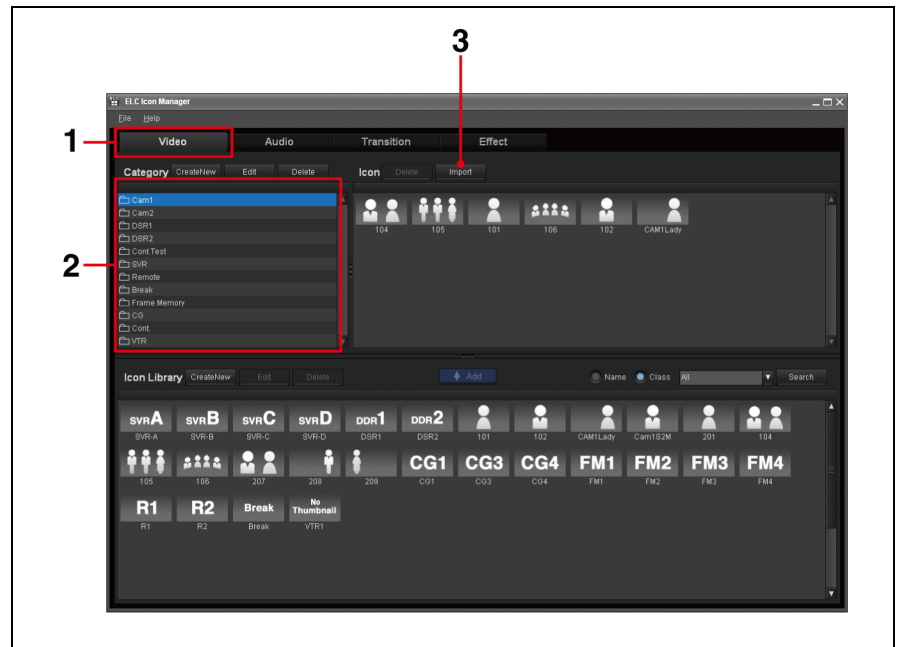 3
ELC Icon Manager
File Help
1
Video Audio Transition Effect
Category CreateNew Edit Delete Icon Delete Import
2
Cam1
Cam2
DSR1
DSR2
ContTest
SVR
Remote
Break
Frame Memory
CG
Cont.
VTR
104 105 101 106 102 CAM1Lady
Icon Library CreateNew Edit Delete Add Name Class All Search
SVRA SVRB SVRC SVRD DDR1 DDR2
SVR-A SVR-B SVR-C SVR-D DSR1 DSR2 101 102 CAM1Lady Cam1S2M 201 104
CG1 CG3 CG4 FM1 FM2 FM3 FM4
105 106 207 208 209 CG1 CG3 CG4 FM1 FM2 FM3 FM4
R1 R2 Break No Thumbnail
R1 R2 Break VTR1